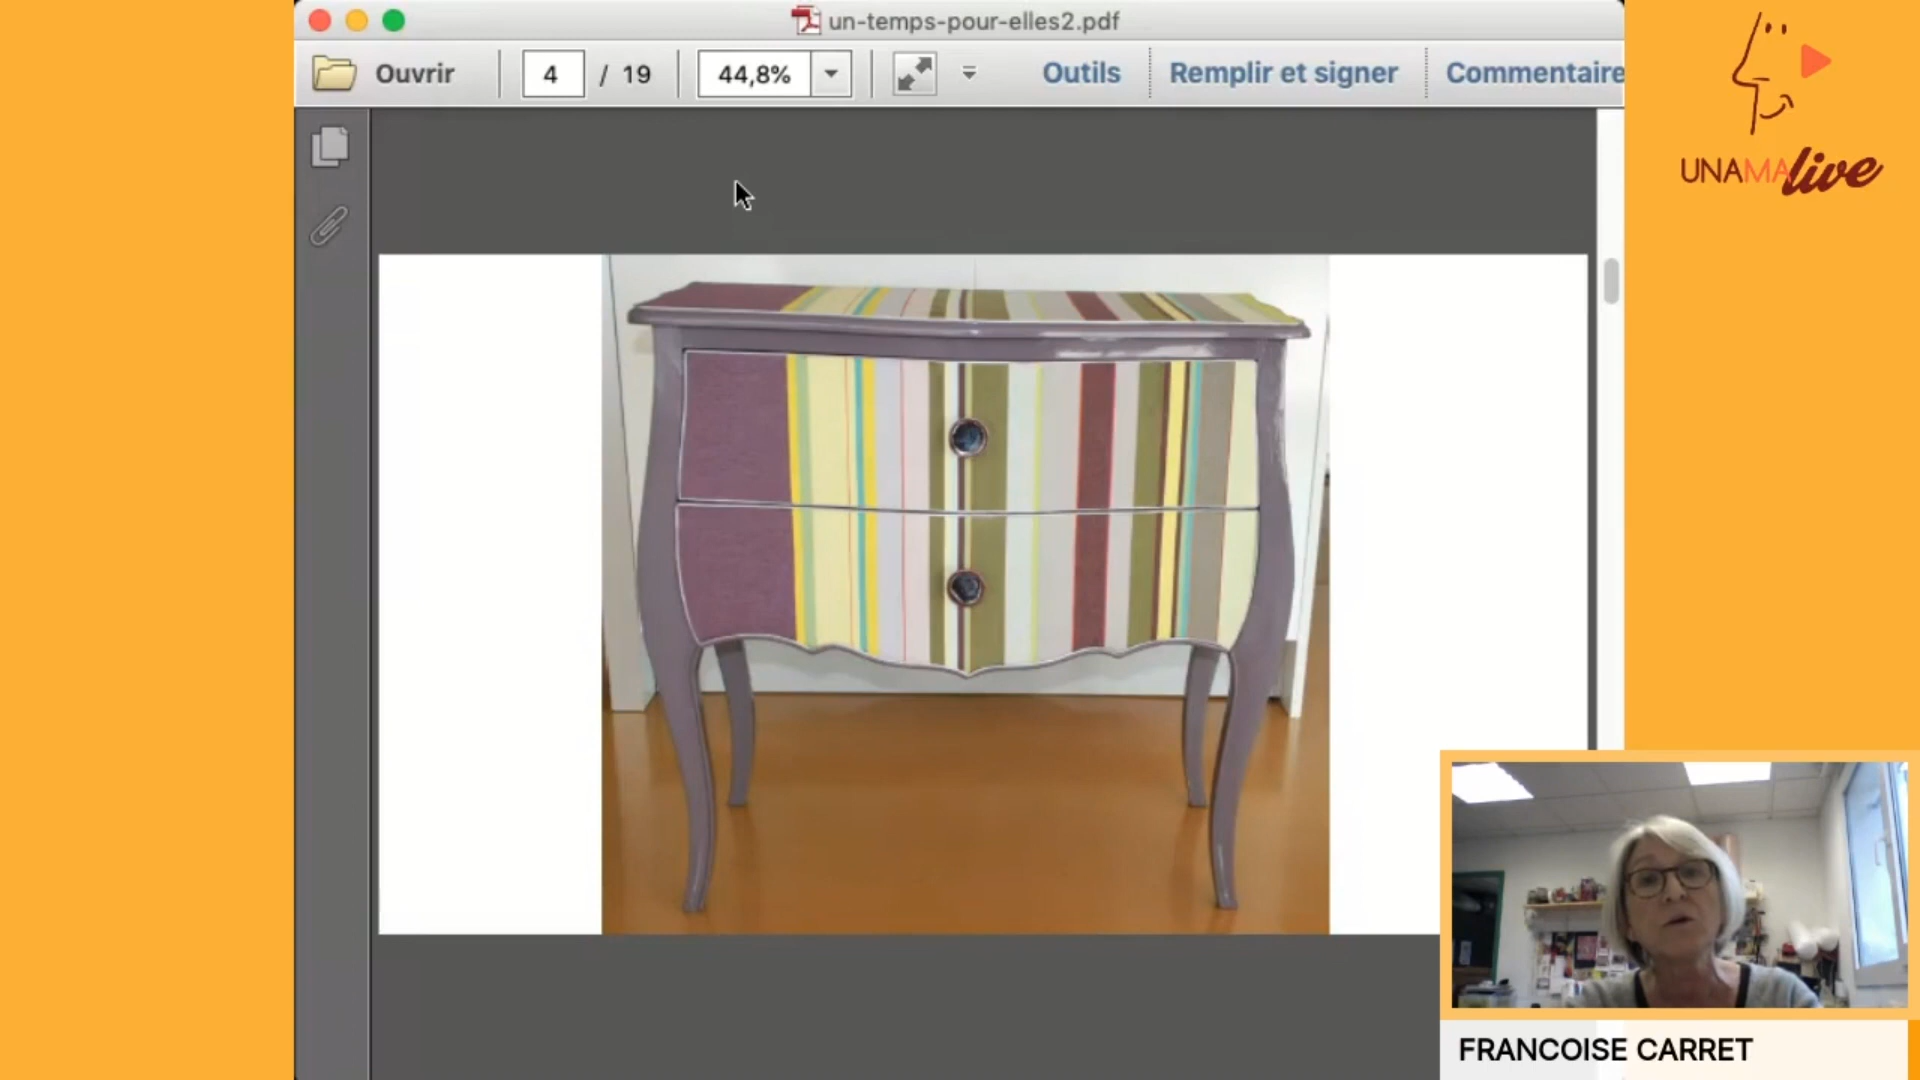 un-temps-pour-elles2.pdf
Ouvrir
4 / 19
44,8%
Outils
Remplir et signer
Commentaire
UNAMAlive
FRANCOISE CARRET